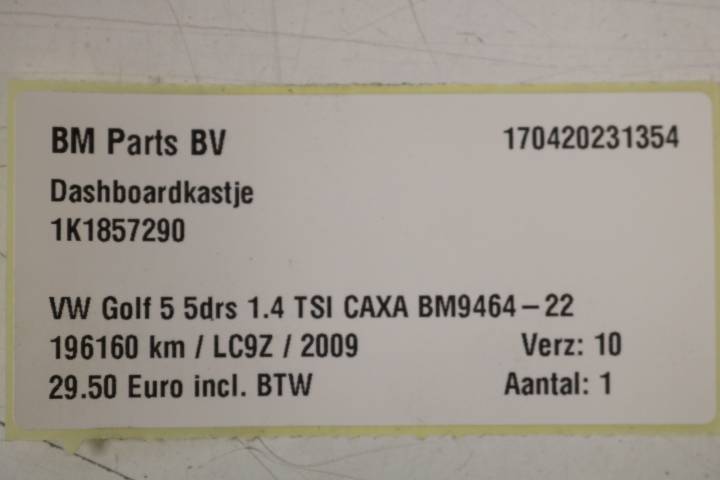 BM Parts BV 170420231354
Dashboardkastje
1K1857290
VW Golf 5 5drs 1.4 TSI CAXA BM9464-22
196160 km / LC9Z / 2009 Verz: 10
29.50 Euro incl. BTW Aantal: 1